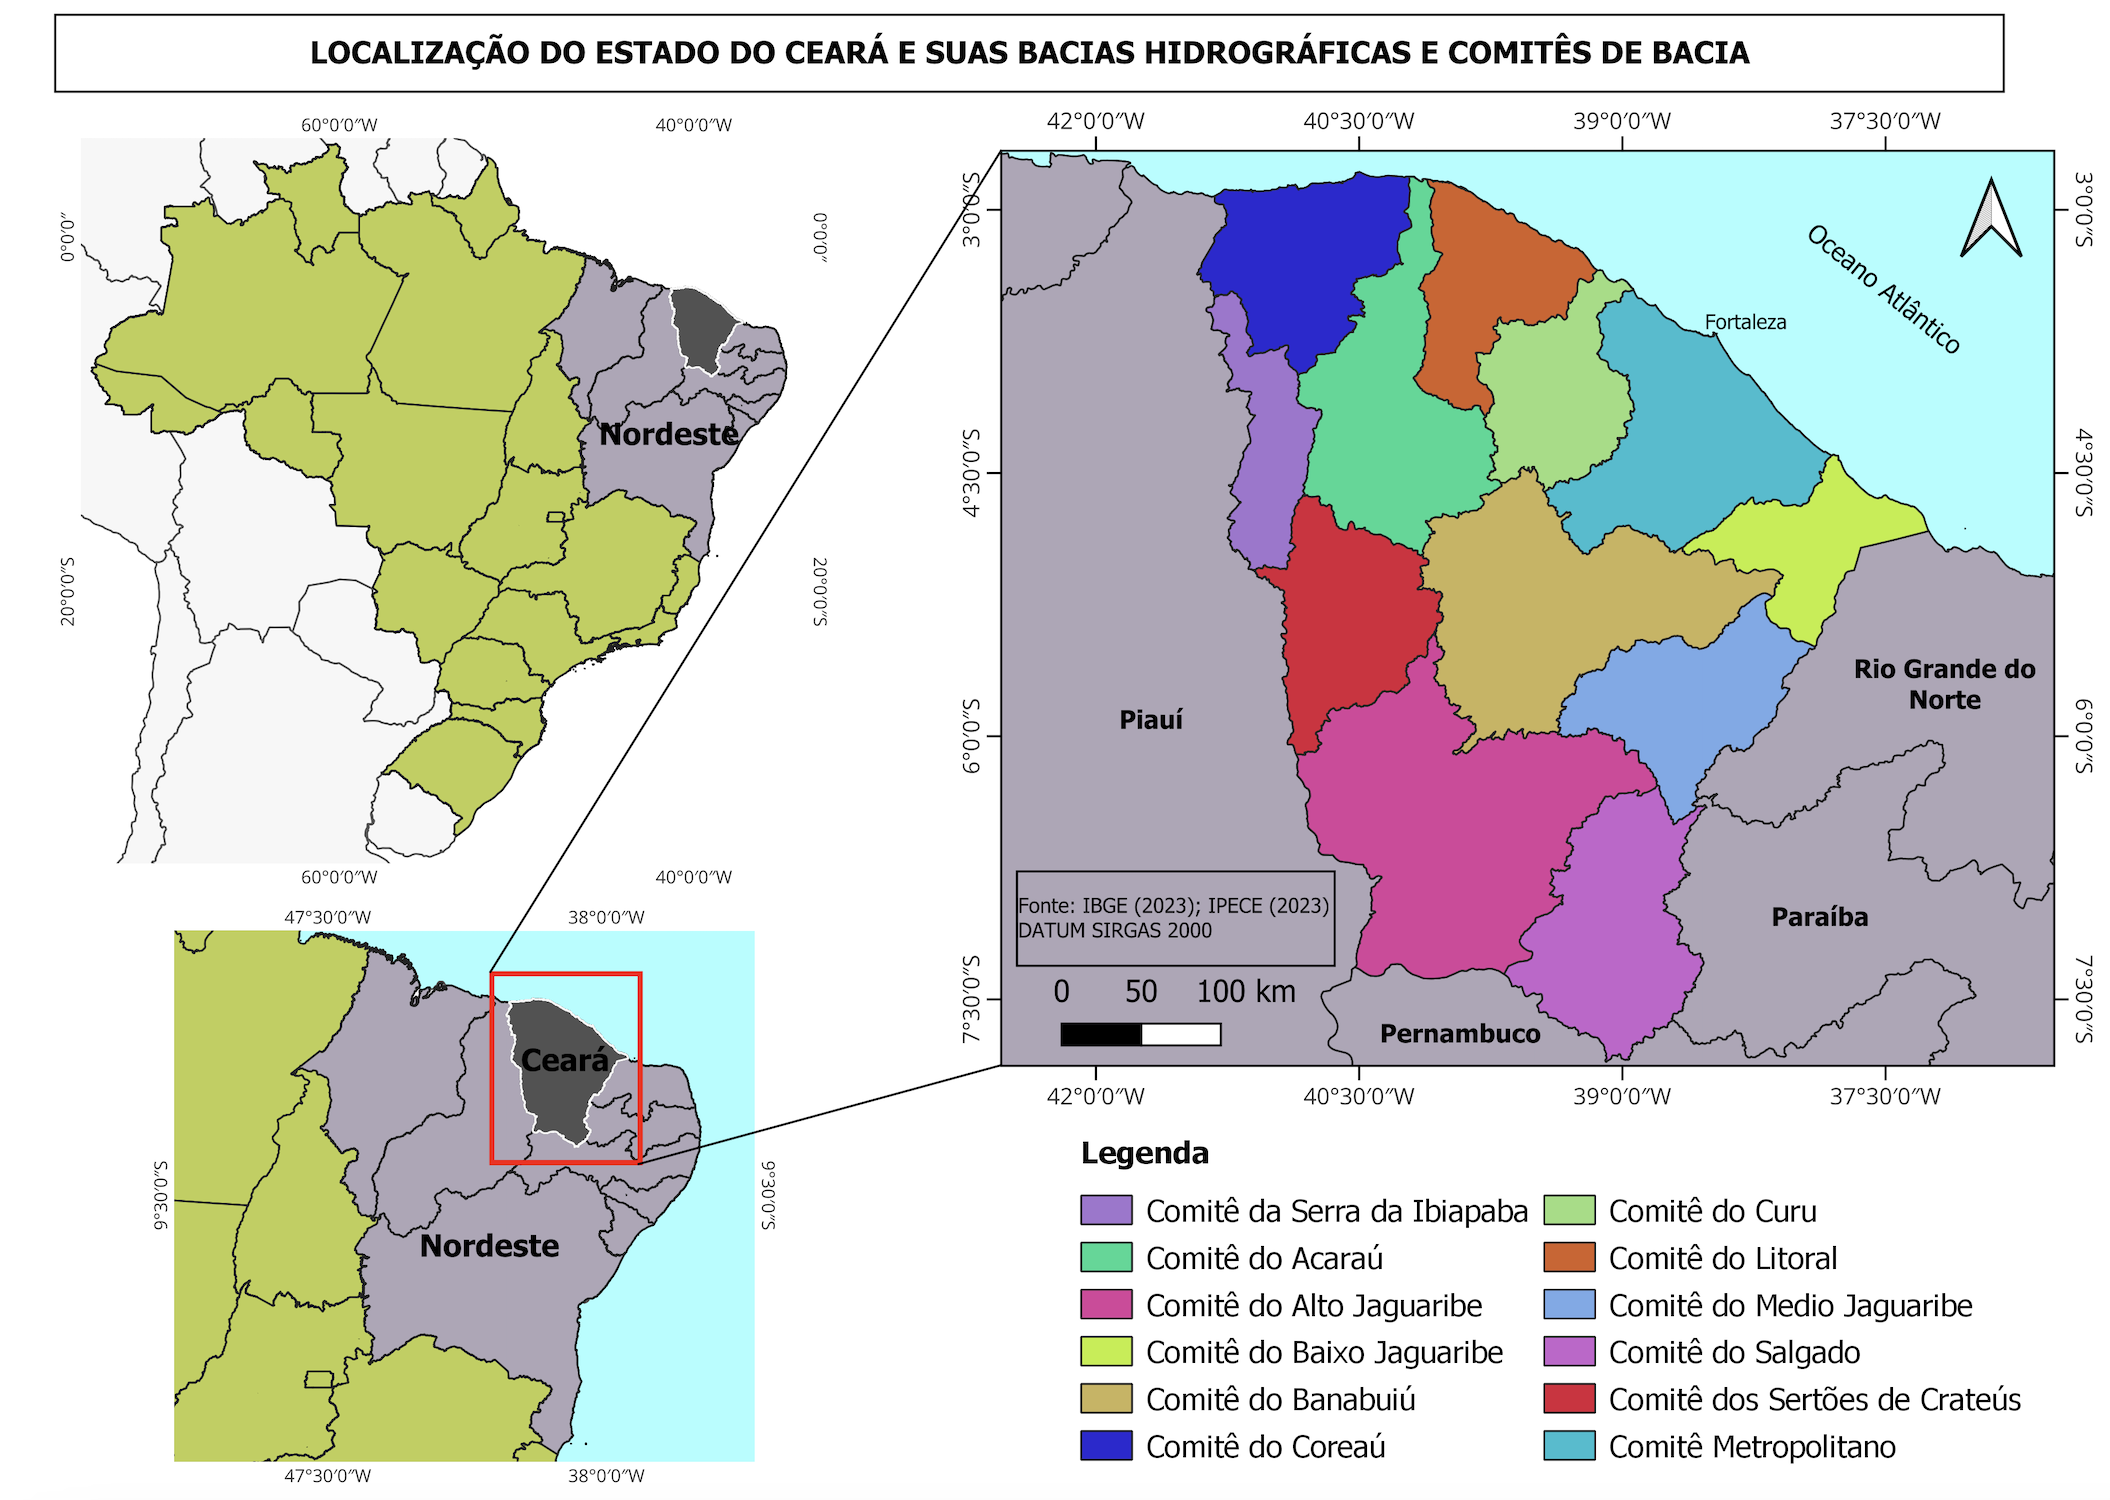 LOCALIZAÇÃO DO ESTADO DO CEARÁ E SUAS BACIAS HIDROGRÁFICAS E COMITÊS DE BACIA
60°0′0″W
40°0′0″W
0°0′0″
0°0′0″
20°0′0″S
20°0′0″S
Nordeste
60°0′0″W
40°0′0″W
47°30′0″W
38°0′0″W
9°30′0″S
9°30′0″S
Ceará
Nordeste
47°30′0″W
38°0′0″W
42°0′0″W
40°30′0″W
39°0′0″W
37°30′0″W
3°0′0″S
3°0′0″S
Oceano Atlântico
Fortaleza
4°30′0″S
4°30′0″S
Rio Grande do
Norte
Piauí
6°0′0″S
6°0′0″S
Fonte: IBGE (2023); IPECE (2023)
DATUM SIRGAS 2000
Paraíba
7°30′0″S
7°30′0″S
0 50 100 km
Pernambuco
42°0′0″W
40°30′0″W
39°0′0″W
37°30′0″W
Legenda
Comitê da Serra da Ibiapaba
Comitê do Acaraú
Comitê do Alto Jaguaribe
Comitê do Baixo Jaguaribe
Comitê do Banabuiú
Comitê do Coreaú
Comitê do Curu
Comitê do Litoral
Comitê do Medio Jaguaribe
Comitê do Salgado
Comitê dos Sertões de Crateús
Comitê Metropolitano